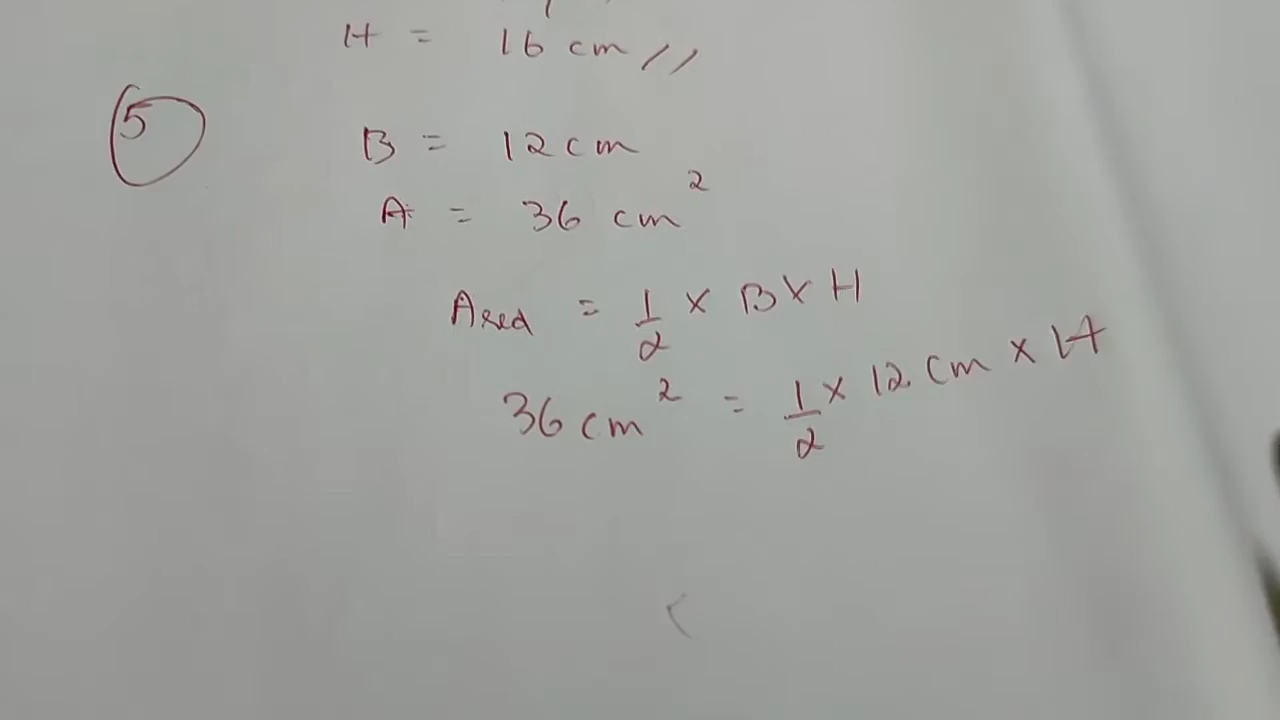 H = 16 cm //
5
B = 12 cm
A = 36 cm²
Area = 1/2 × B × H
36 cm² = 1/2 × 12 cm × H